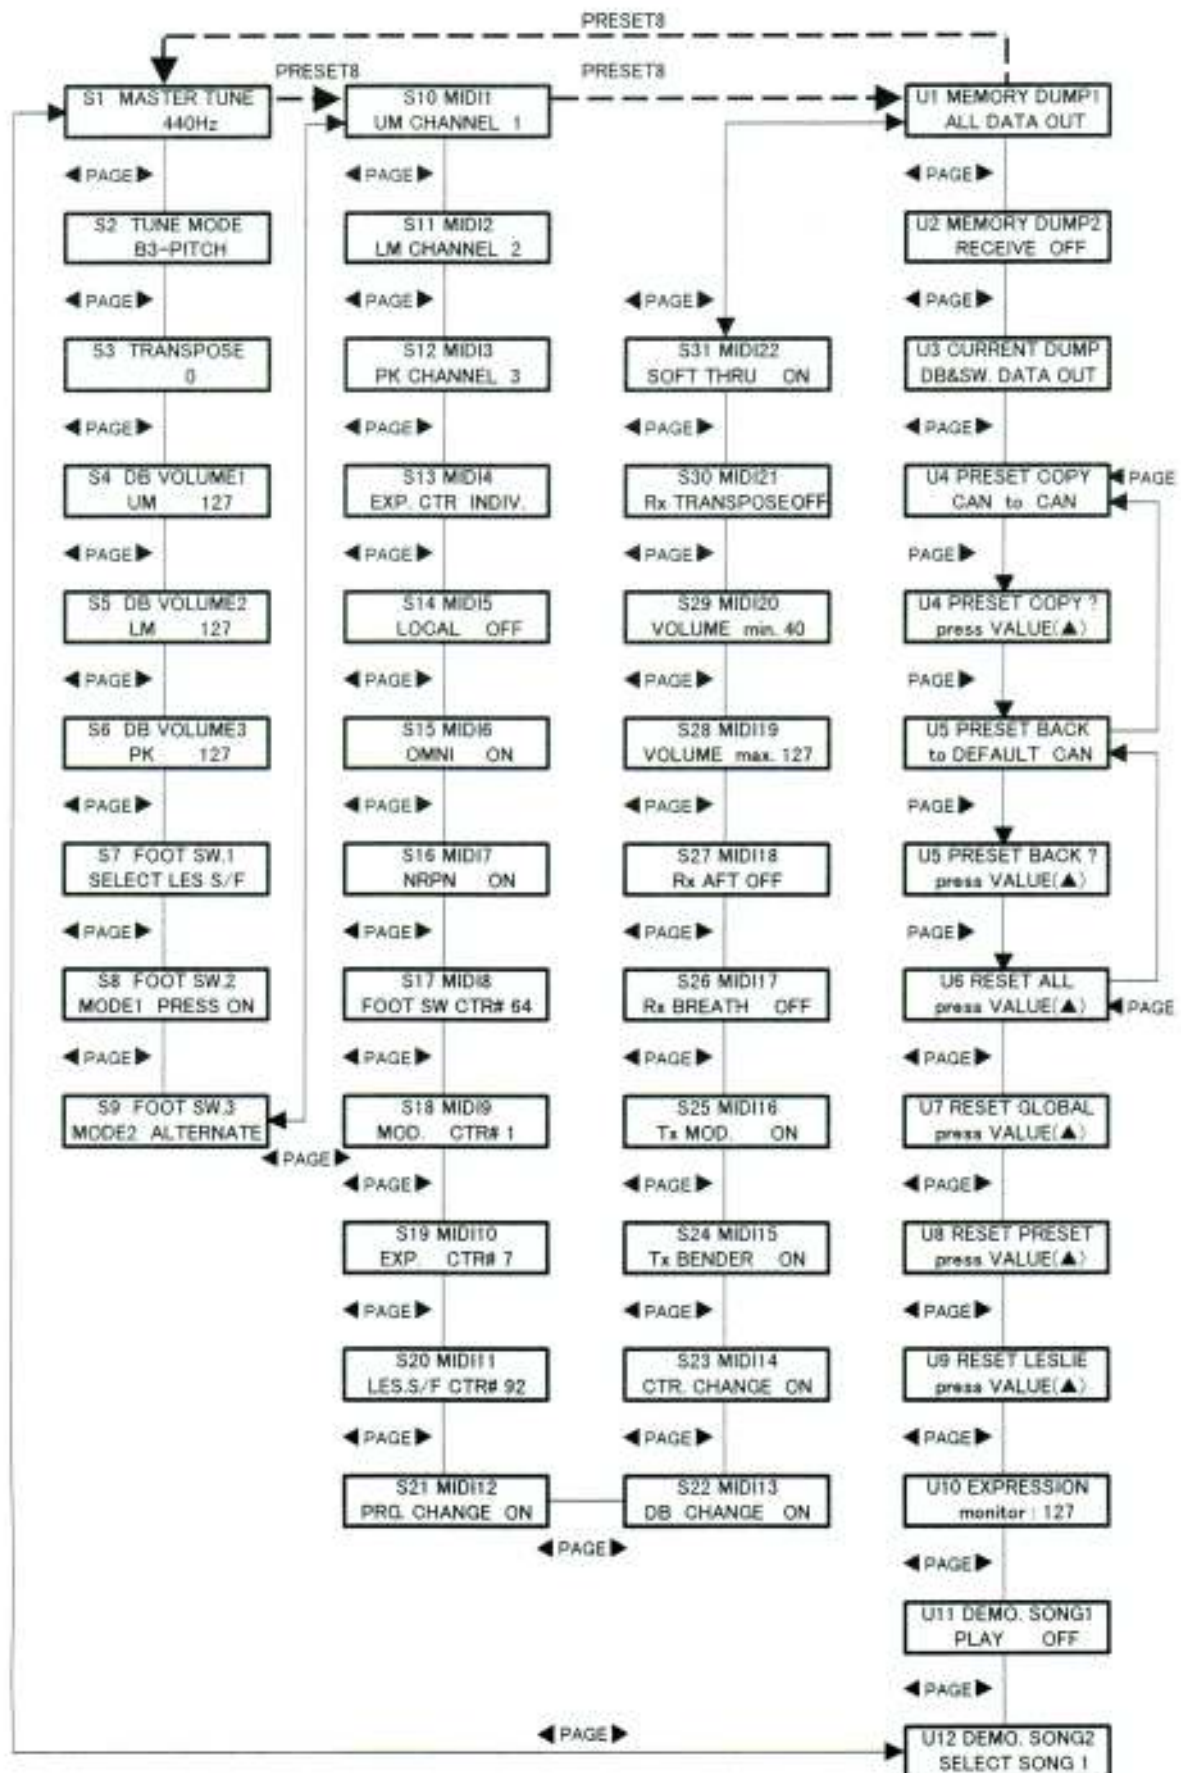 PRESET8
PRESET8
PRESET8
S1 MASTER TUNE
440Hz
◀ PAGE ▶
S2 TUNE MODE
B3-PITCH
◀ PAGE ▶
S3 TRANSPOSE
0
◀ PAGE ▶
S4 DB VOLUME1
UM 127
◀ PAGE ▶
S5 DB VOLUME2
LM 127
◀ PAGE ▶
S6 DB VOLUME3
PK 127
◀ PAGE ▶
S7 FOOT SW.1
SELECT LES S/F
◀ PAGE ▶
S8 FOOT SW.2
MODE1 PRESS ON
◀ PAGE ▶
S9 FOOT SW.3
MODE2 ALTERNATE
◀ PAGE ▶
S10 MIDI1
UM CHANNEL 1
◀ PAGE ▶
S11 MIDI2
LM CHANNEL 2
◀ PAGE ▶
S12 MIDI3
PK CHANNEL 3
◀ PAGE ▶
S13 MIDI4
EXP. CTR INDIV.
◀ PAGE ▶
S14 MIDI5
LOCAL OFF
◀ PAGE ▶
S15 MIDI6
OMNI ON
◀ PAGE ▶
S16 MIDI7
NRPN ON
◀ PAGE ▶
S17 MIDI8
FOOT SW CTR# 64
◀ PAGE ▶
S18 MIDI9
MOD. CTR# 1
◀ PAGE ▶
S19 MIDI10
EXP. CTR# 7
◀ PAGE ▶
S20 MIDI11
LES.S/F CTR# 92
◀ PAGE ▶
S21 MIDI12
PRG. CHANGE ON
◀ PAGE ▶
◀ PAGE ▶
S31 MIDI22
SOFT THRU ON
◀ PAGE ▶
S30 MIDI21
Rx TRANSPOSEOFF
◀ PAGE ▶
S29 MIDI20
VOLUME min. 40
◀ PAGE ▶
S28 MIDI19
VOLUME max. 127
◀ PAGE ▶
S27 MIDI18
Rx AFT OFF
◀ PAGE ▶
S26 MIDI17
Rx BREATH OFF
◀ PAGE ▶
S25 MIDI16
Tx MOD. ON
◀ PAGE ▶
S24 MIDI15
Tx BENDER ON
◀ PAGE ▶
S23 MIDI14
CTR. CHANGE ON
◀ PAGE ▶
S22 MIDI13
DB CHANGE ON
U1 MEMORY DUMP1
ALL DATA OUT
◀ PAGE ▶
U2 MEMORY DUMP2
RECEIVE OFF
◀ PAGE ▶
U3 CURRENT DUMP
DB&SW. DATA OUT
◀ PAGE ▶
U4 PRESET COPY
CAN to CAN
◀ PAGE
PAGE ▶
U4 PRESET COPY ?
press VALUE(▲)
PAGE ▶
U5 PRESET BACK
to DEFAULT CAN
PAGE ▶
U5 PRESET BACK ?
press VALUE(▲)
PAGE ▶
U6 RESET ALL
press VALUE(▲)
◀ PAGE
◀ PAGE ▶
U7 RESET GLOBAL
press VALUE(▲)
◀ PAGE ▶
U8 RESET PRESET
press VALUE(▲)
◀ PAGE ▶
U9 RESET LESLIE
press VALUE(▲)
◀ PAGE ▶
U10 EXPRESSION
monitor : 127
◀ PAGE ▶
U11 DEMO. SONG1
PLAY OFF
◀ PAGE ▶
U12 DEMO. SONG2
SELECT SONG 1
◀ PAGE ▶